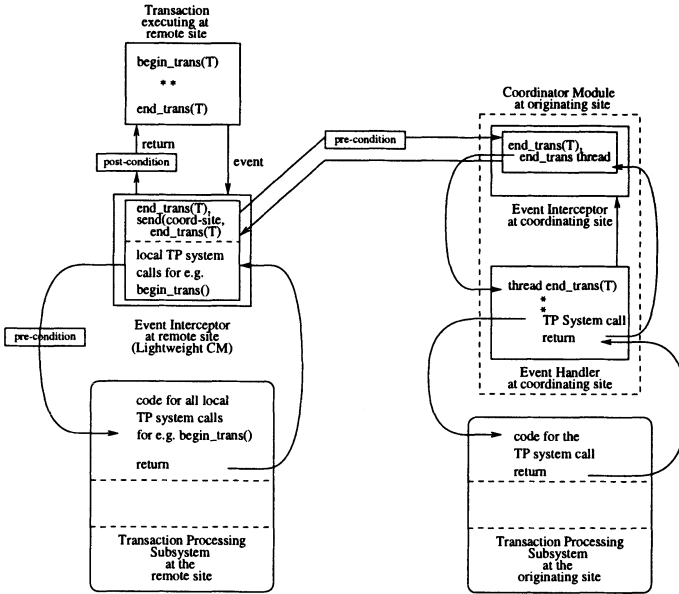 Transaction
executing at
remote site
begin_trans(T)
* *
end_trans(T)
return
post-condition
event
end_trans(T),
send(coord-site,
end_trans(T)
local TP system
calls for e.g.
begin_trans()
pre-condition
Event Interceptor
at remote site
(Lightweight CM)
code for all local
TP system calls
for e.g. begin_trans()
return
Transaction Processing
Subsystem
at the
remote site
pre-condition
Coordinator Module
at originating site
end_trans(T),
end_trans thread
Event Interceptor
at coordinating site
thread end_trans(T)
*
*
TP System call
return
Event Handler
at coordinating site
code for the
TP system call
return
Transaction Processing
Subsystem
at the
originating site